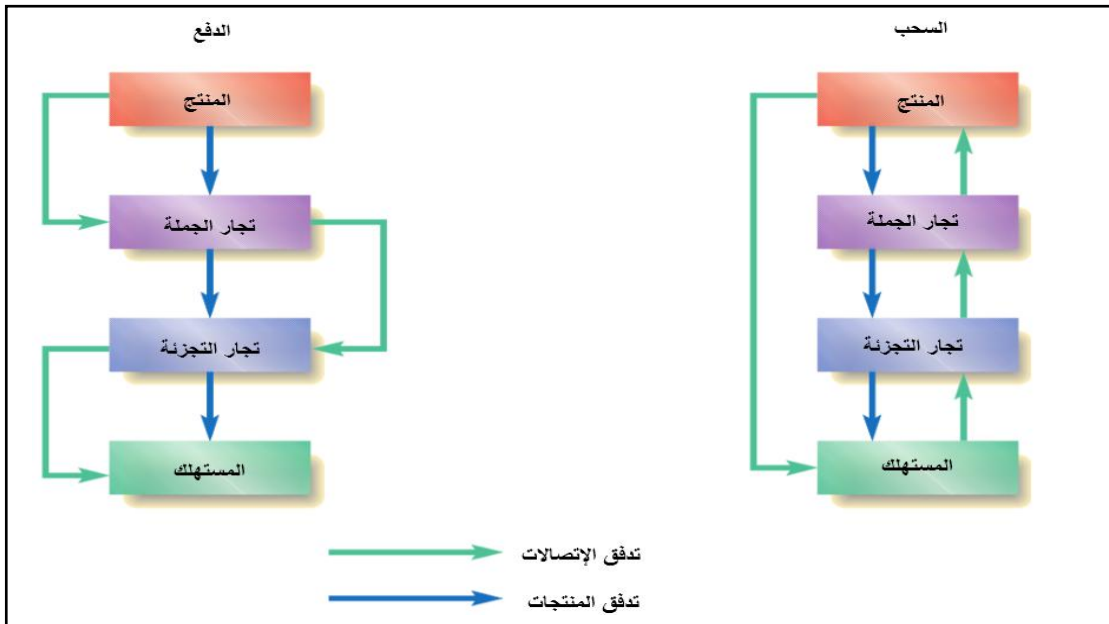 السحب
المنتج
تجار الجملة
تجار التجزئة
المستهلك
الدفع
المنتج
تجار الجملة
تجار التجزئة
المستهلك
تدفق الإتصالات
تدفق المنتجات